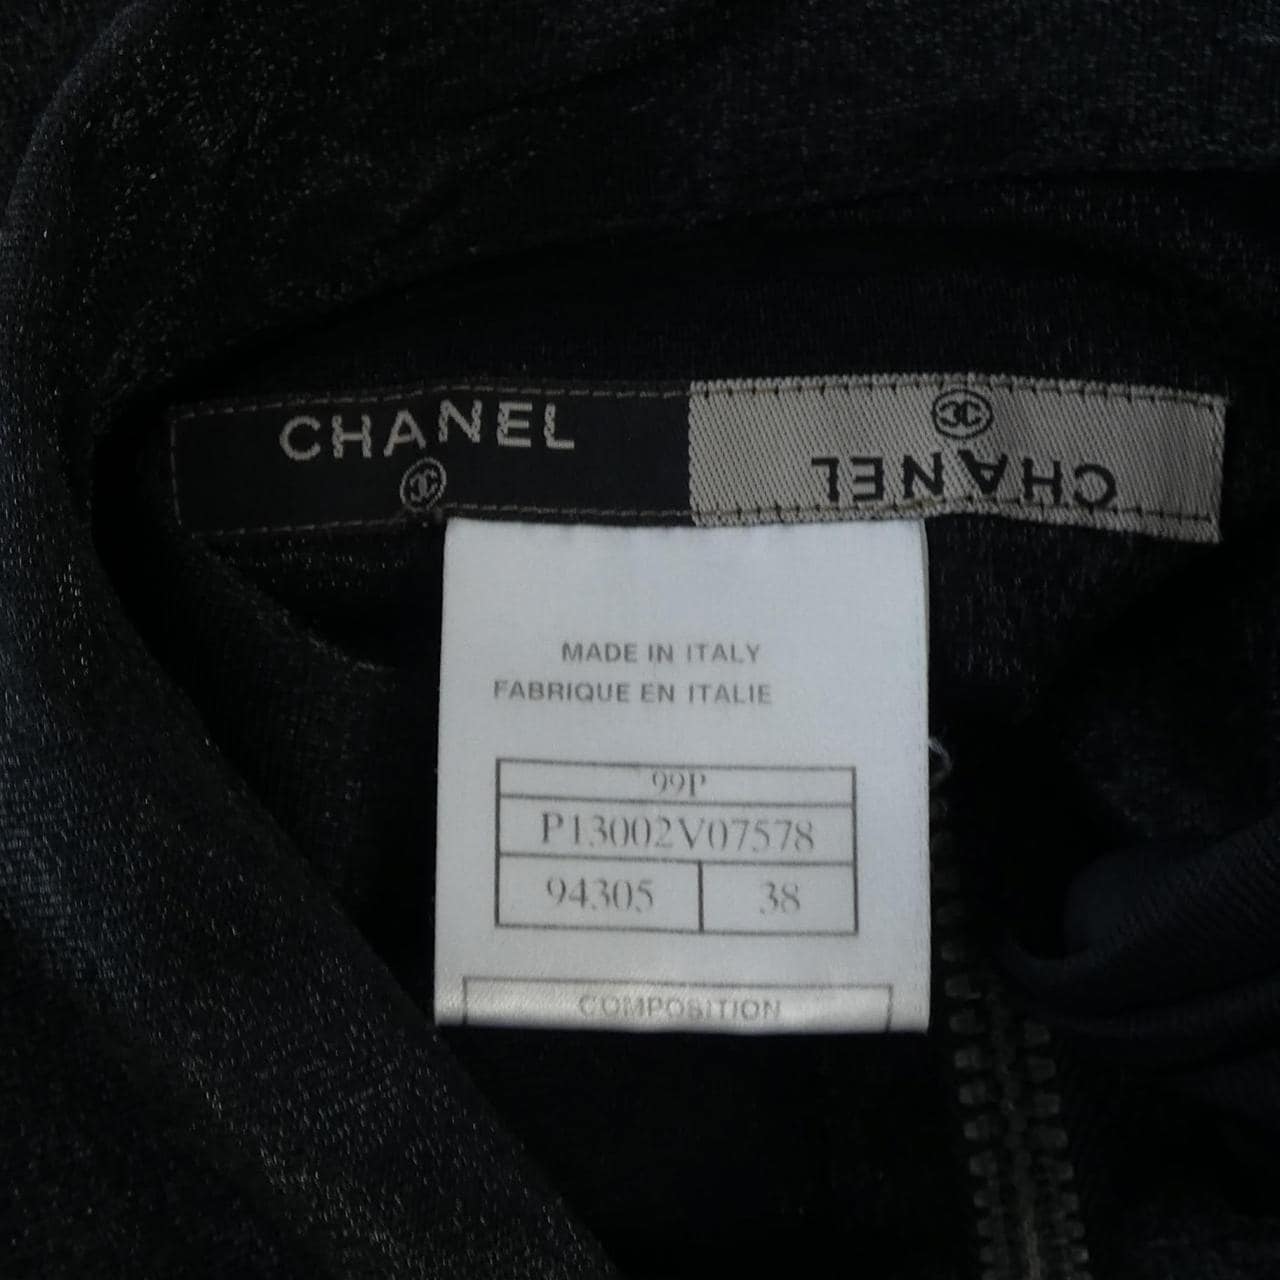 CHANEL
CHANEL
MADE IN ITALY
FABRIQUE EN ITALIE
99P
P13002V07578
94305 38
COMPOSITION